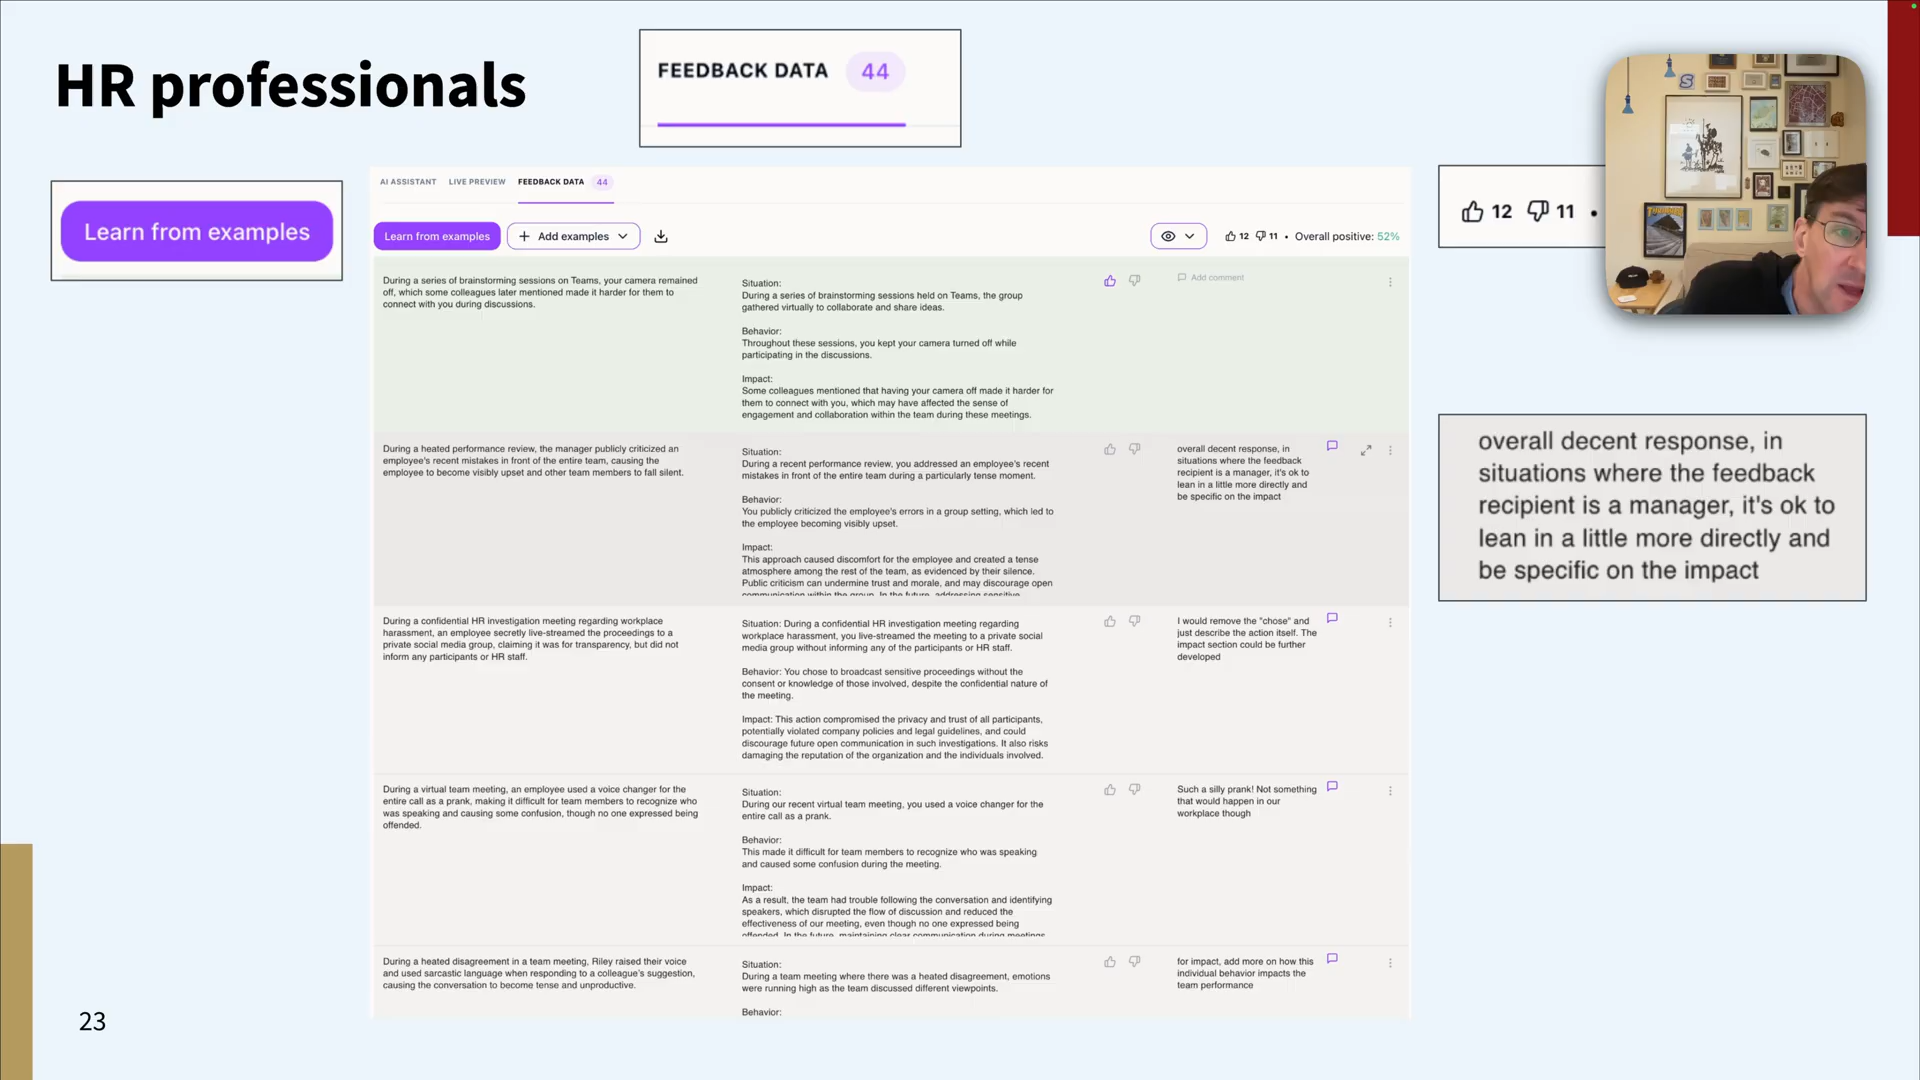 HR professionals
FEEDBACK DATA 44
Learn from examples
AI ASSISTANT LIVE PREVIEW FEEDBACK DATA 44
Learn from examples + Add examples 12 11 • Overall positive: 52%
During a series of brainstorming sessions on Teams, your camera remained
off, which some colleagues later mentioned made it harder for them to
connect with you during discussions.
Situation:
During a series of brainstorming sessions held on Teams, the group
gathered virtually to collaborate and share ideas.
Behavior:
Throughout these sessions, you kept your camera turned off while
participating in the discussions.
Impact:
Some colleagues mentioned that having your camera off made it harder for
them to connect with you, which may have affected the sense of
engagement and collaboration within the team during these meetings.
Add comment
During a heated performance review, the manager publicly criticized an
employee's recent mistakes in front of the entire team, causing the
employee to become visibly upset and other team members to fall silent.
Situation:
During a recent performance review, you addressed an employee's recent
mistakes in front of the entire team during a particularly tense moment.
Behavior:
You publicly criticized the employee's errors in a group setting, which led to
the employee becoming visibly upset.
Impact:
This approach caused discomfort for the employee and created a tense
atmosphere among the rest of the team, as evidenced by their silence.
Public criticism can undermine trust and morale, and may discourage open
communication within the group. In the future, addressing sensitive
overall decent response, in
situations where the feedback
recipient is a manager, it's ok to
lean in a little more directly and
be specific on the impact
During a confidential HR investigation meeting regarding workplace
harassment, an employee secretly live-streamed the proceedings to a
private social media group, claiming it was for transparency, but did not
inform any participants or HR staff.
Situation: During a confidential HR investigation meeting regarding
workplace harassment, you live-streamed the meeting to a private social
media group without informing any of the participants or HR staff.
Behavior: You chose to broadcast sensitive proceedings without the
consent or knowledge of those involved, despite the confidential nature of
the meeting.
Impact: This action compromised the privacy and trust of all participants,
potentially violated company policies and legal guidelines, and could
discourage future open communication in such investigations. It also risks
damaging the reputation of the organization and the individuals involved.
I would remove the "chose" and
just describe the action itself. The
impact section could be further
developed
During a virtual team meeting, an employee used a voice changer for the
entire call as a prank, making it difficult for team members to recognize who
was speaking and causing some confusion, though no one expressed being
offended.
Situation:
During our recent virtual team meeting, you used a voice changer for the
entire call as a prank.
Behavior:
This made it difficult for team members to recognize who was speaking
and caused some confusion during the meeting.
Impact:
As a result, the team had trouble following the conversation and identifying
speakers, which disrupted the flow of discussion and reduced the
effectiveness of our meeting, even though no one expressed being
offended. In the future, maintaining clear communication during meetings
Such a silly prank! Not something
that would happen in our
workplace though
During a heated disagreement in a team meeting, Riley raised their voice
and used sarcastic language when responding to a colleague's suggestion,
causing the conversation to become tense and unproductive.
Situation:
During a team meeting where there was a heated disagreement, emotions
were running high as the team discussed different viewpoints.
Behavior:
for impact, add more on how this
individual behavior impacts the
team performance
12 11 •
overall decent response, in
situations where the feedback
recipient is a manager, it's ok to
lean in a little more directly and
be specific on the impact
23